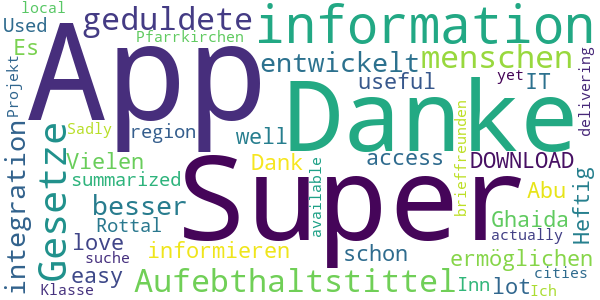 local
Used
geduldete
information
Es
Pfarrkirchen
App
entwickelt
menschen
useful
yet
IT
Projekt
Sadly
region
Danke
delivering
well
Gesetze
integration
Vielen
Dank
access
DOWNLOAD
Heftig
summarized
Super
available
brieffreunden
Abu
besser
Rottal
Ghaida
actually
love
informieren
schon
ermöglichen
suche
easy
Aufebthaltstittel
Inn
lot
cities
Klasse
Ich